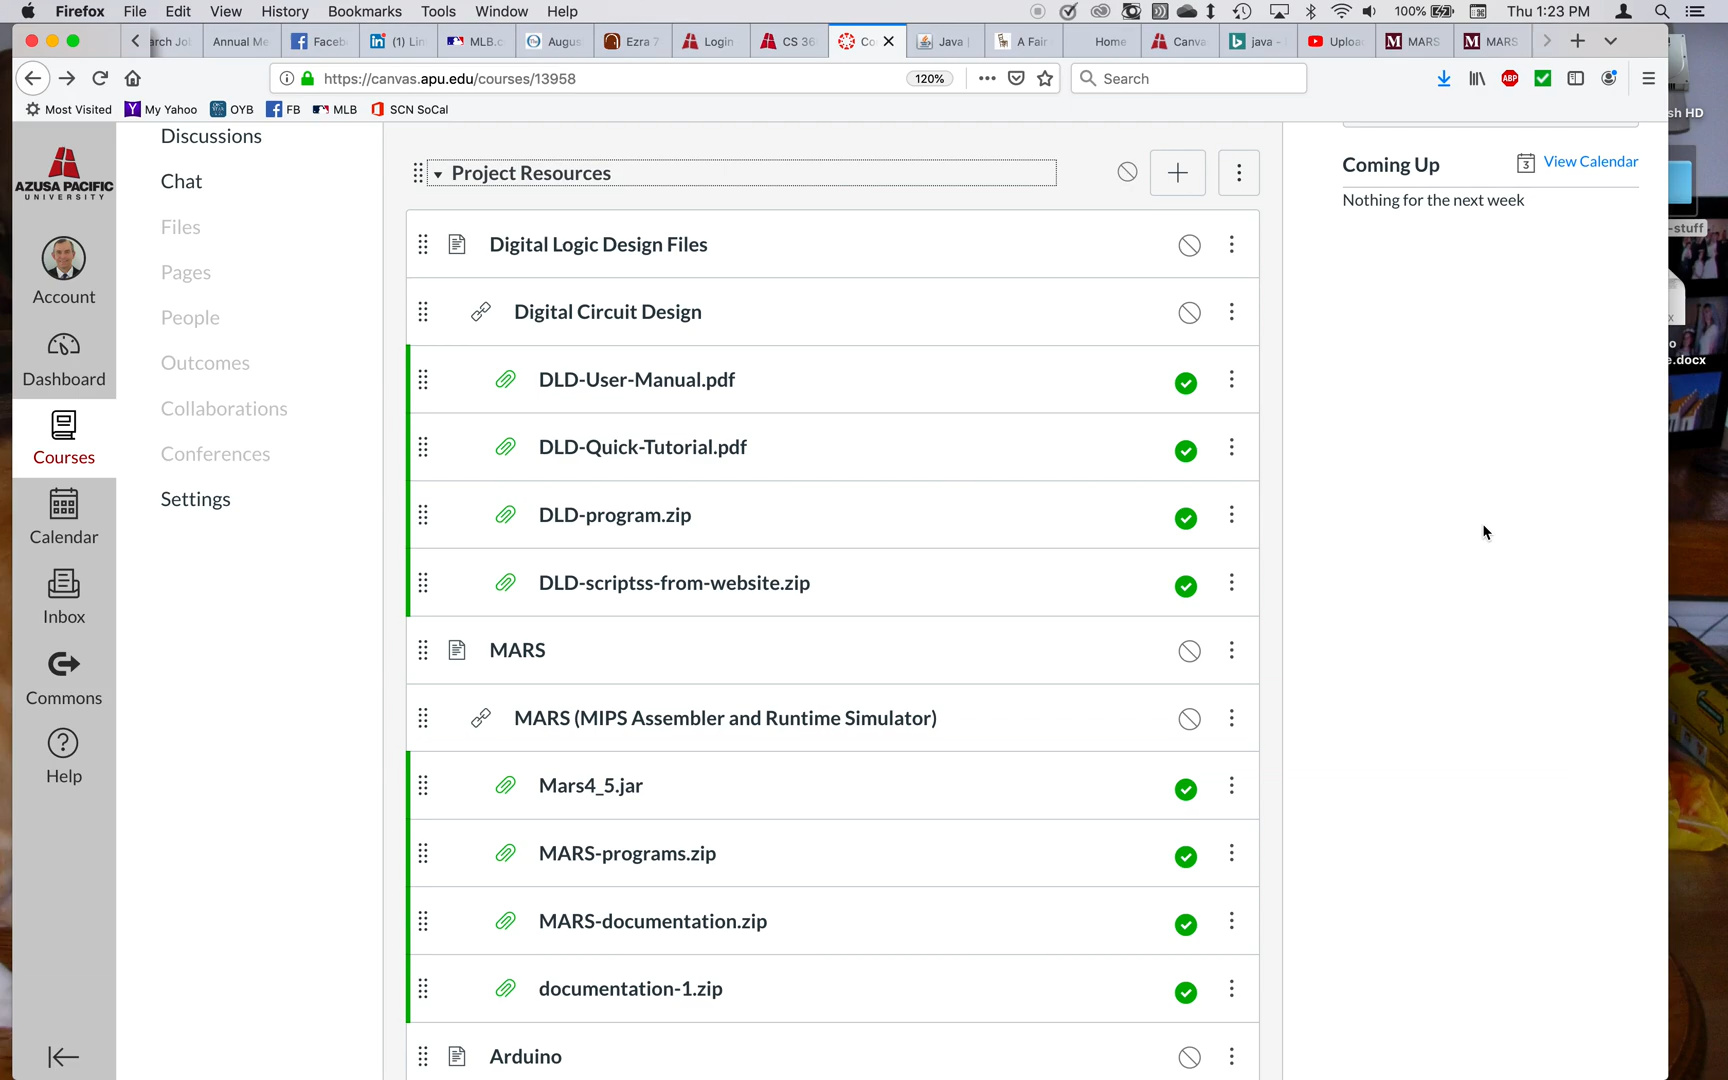 Firefox File Edit View History Bookmarks Tools Window Help 100% Thu 1:23 PM
arch Jo Annual Me Faceb (1) Lin MLB.c Augus Ezra 7 Login CS 36 Co Java A Fair Home Canva java - Uploa MARS MARS
https://canvas.apu.edu/courses/13958 120% Search
ABP
Most Visited My Yahoo OYB FB MLB SCN SoCal
sh HD
AZUSA PACIFIC
UNIVERSITY
Account
Dashboard
Courses
Calendar
Inbox
Commons
Help
Discussions
Chat
Files
Pages
People
Outcomes
Collaborations
Conferences
Settings
Project Resources
Digital Logic Design Files
Digital Circuit Design
DLD-User-Manual.pdf
DLD-Quick-Tutorial.pdf
DLD-program.zip
DLD-scriptss-from-website.zip
MARS
MARS (MIPS Assembler and Runtime Simulator)
Mars4_5.jar
MARS-programs.zip
MARS-documentation.zip
documentation-1.zip
Arduino
Coming Up 3 View Calendar
Nothing for the next week
-stuff
o
e.docx